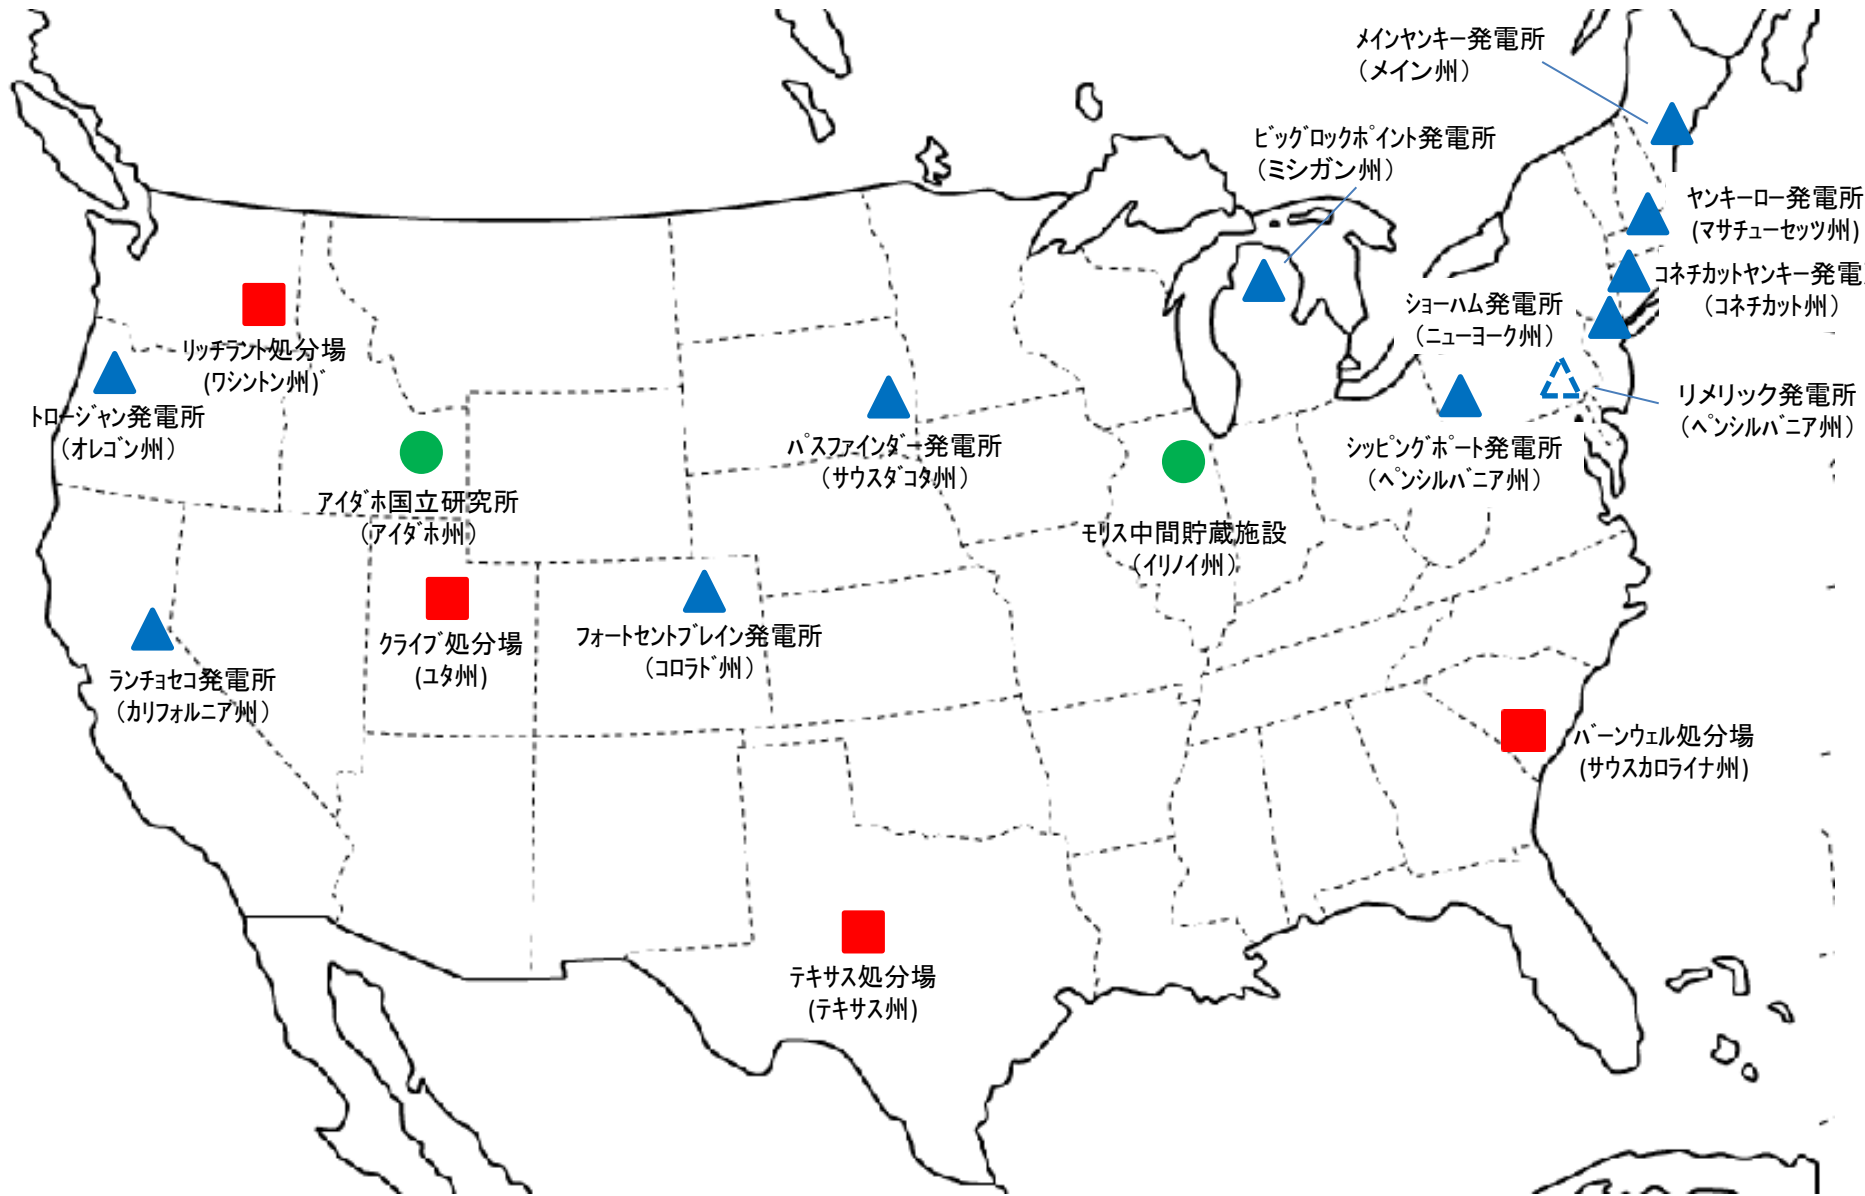 メインヤンキー発電所
（メイン州）
ﾋﾞｯｸﾞﾛｯｸﾎﾟｲﾝﾄ発電所
（ミシガン州）
ヤンキーロー発電所
(ﾏｻﾁｭｰｾｯﾂ州)
ｺﾈﾁｶｯﾄﾔﾝｷｰ発電
（ｺﾈﾁｶｯﾄ州）
ｼｮｰﾊﾑ発電所
（ﾆｭｰﾖｰｸ州）
リメリック発電所
（ﾍﾟﾝｼﾙﾊﾞﾆｱ州）
ｼｯﾋﾟﾝｸﾞﾎﾟｰﾄ発電所
（ﾍﾟﾝｼﾙﾊﾞﾆｱ州）
ﾘｯﾁﾗﾝﾄ処分場
(ﾜｼﾝﾄﾝ州)ﾞ
ﾄﾛｰｼﾞｬﾝ発電所
（ｵﾚｺﾞﾝ州）
ｱｲﾀﾞﾎ国立研究所
（ｱｲﾀﾞﾎ州）
ﾊﾟｽﾌｧｲﾝﾀﾞｰ発電所
（ｻｳｽﾀﾞｺﾀ州）
ﾓﾘｽ中間貯蔵施設
（ｲﾘﾉｲ州）
ﾗﾝﾁｮｾｺ発電所
（ｶﾘﾌｫﾙﾆｱ州）
ｸﾗｲﾌﾞ処分場
(ﾕﾀ州)
ﾌｫｰﾄｾﾝﾄﾌﾞﾚｲﾝ発電所
（ｺﾛﾗﾄﾞ州）
ﾊﾞｰﾝｳｪﾙ処分場
(ｻｳｽｶﾛﾗｲﾅ州)
ﾃｷｻｽ処分場
(ﾃｷｻｽ州)